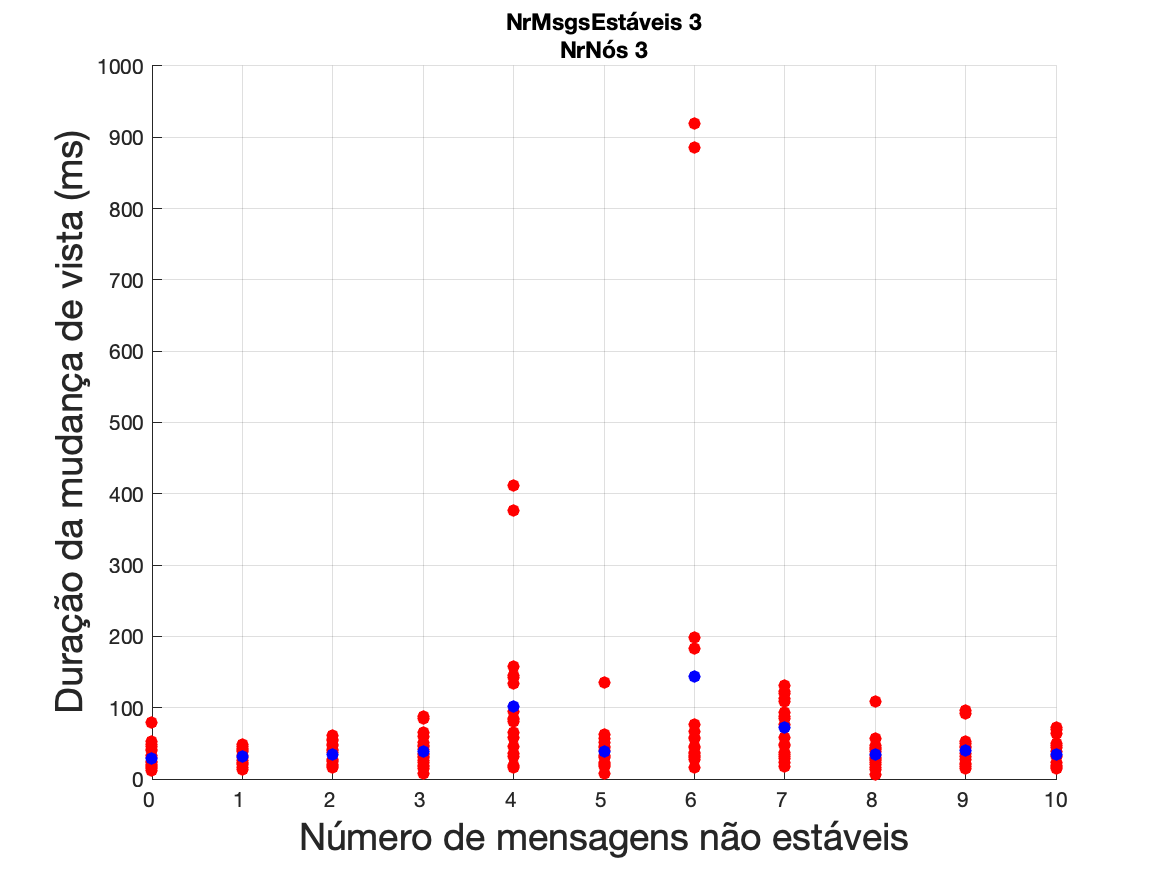 NrMsgsEstáveis 3
NrNós 3
1000
900
800
700
600
500
400
300
200
100
0
Duração da mudança de vista (ms)
0 1 2 3 4 5 6 7 8 9 10
Número de mensagens não estáveis